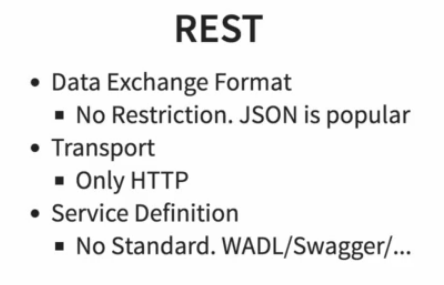 REST
• Data Exchange Format
▪ No Restriction. JSON is popular
• Transport
▪ Only HTTP
• Service Definition
▪ No Standard. WADL/Swagger/...